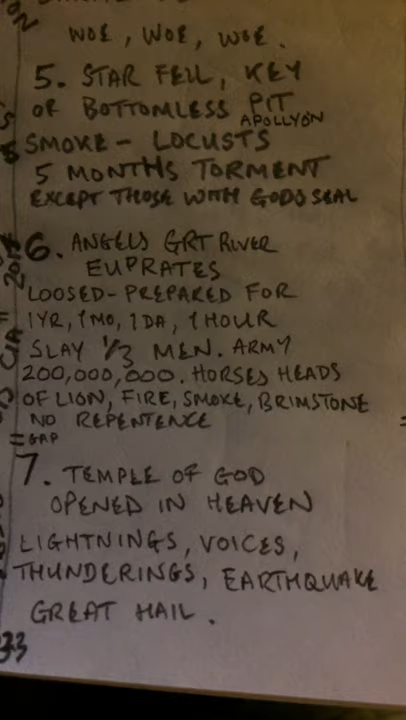 WOE, WOE, WOE.
5. STAR FELL, KEY
OF BOTTOMLESS PIT
APOLLYON
SMOKE - LOCUSTS
5 MONTHS TORMENT
EXCEPT THOSE WITH GODS SEAL
6. ANGELS GRT RIVER
EUPRATES
LOOSED - PREPARED FOR
1YR, 1MO, 1DA, 1HOUR
SLAY 1/3 MEN. ARMY
200,000,000. HORSES HEADS
OF LION, FIRE, SMOKE, BRIMSTONE
NO REPENTENCE
=GAP
7. TEMPLE OF GOD
OPENED IN HEAVEN
LIGHTNINGS, VOICES,
THUNDERINGS, EARTHQUAKE
GREAT HAIL.
33